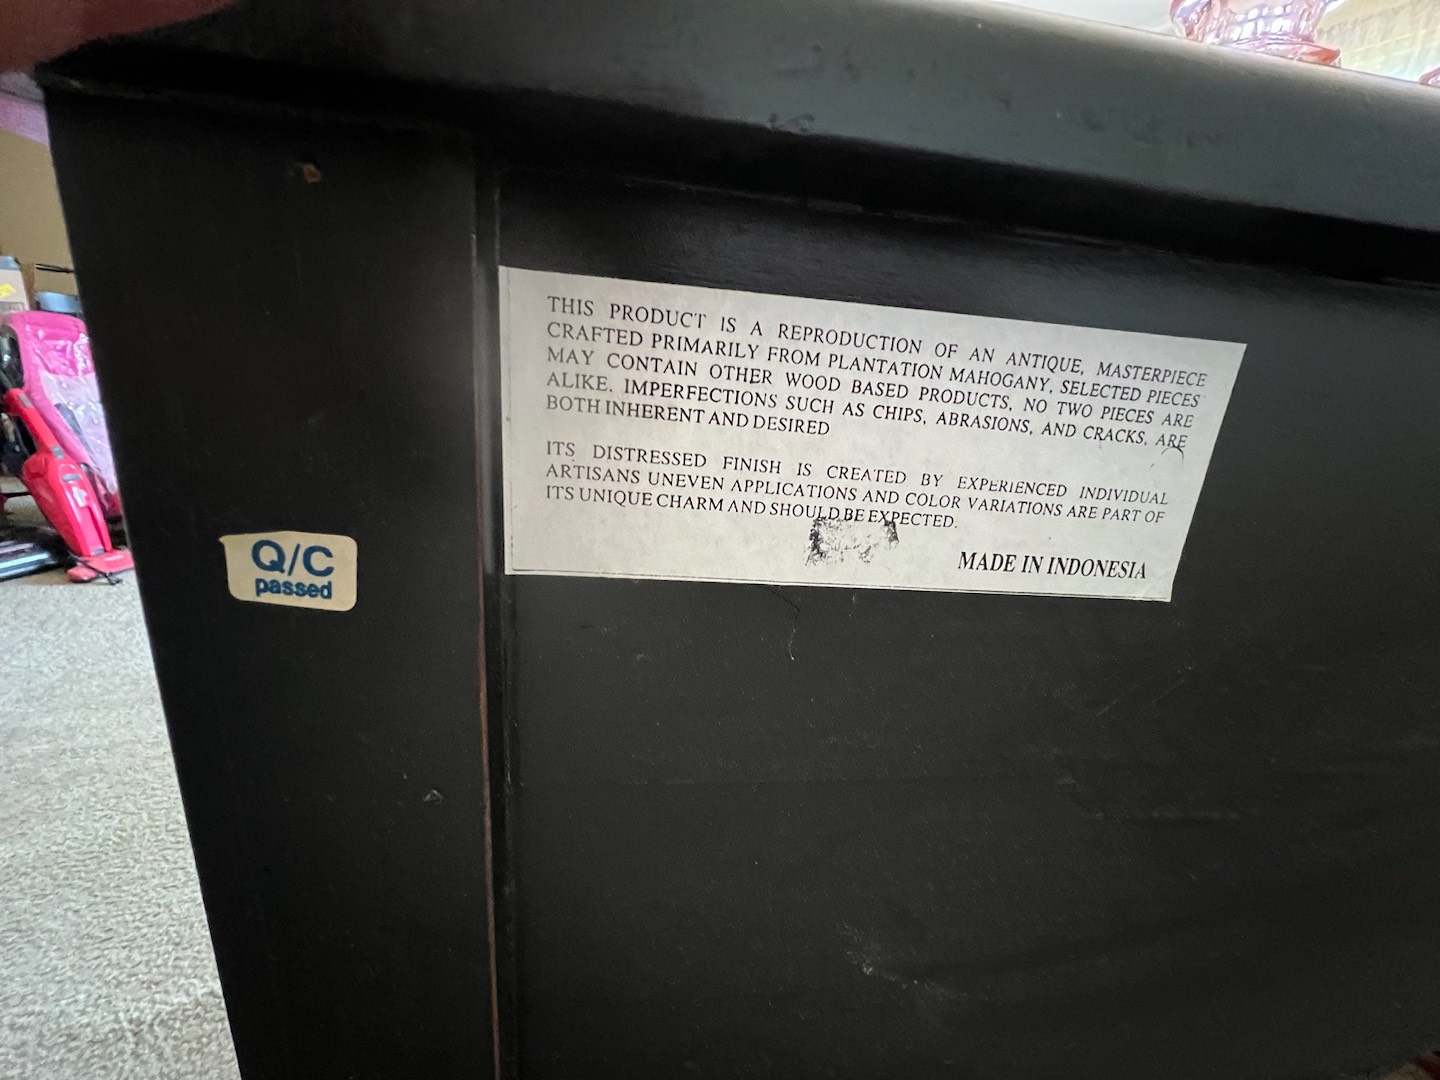 THIS PRODUCT IS A REPRODUCTION OF AN ANTIQUE, MASTERPIECE
CRAFTED PRIMARILY FROM PLANTATION MAHOGANY, SELECTED PIECES
MAY CONTAIN OTHER WOOD BASED PRODUCTS, NO TWO PIECES ARE
ALIKE. IMPERFECTIONS SUCH AS CHIPS, ABRASIONS, AND CRACKS, ARE
BOTH INHERENT AND DESIRED
ITS DISTRESSED FINISH IS CREATED BY EXPERIENCED INDIVIDUAL
ARTISANS UNEVEN APPLICATIONS AND COLOR VARIATIONS ARE PART OF
ITS UNIQUE CHARM AND SHOULD BE EXPECTED.
MADE IN INDONESIA
Q/C
passed